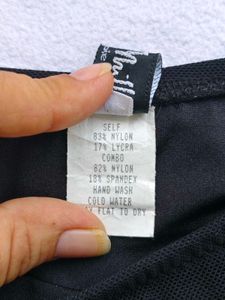 SELF
83% NYLON
17% LYCRA
COMBO
82% NYLON
18% SPANDEX
HAND WASH
COLD WATER
FLAT TO DRY